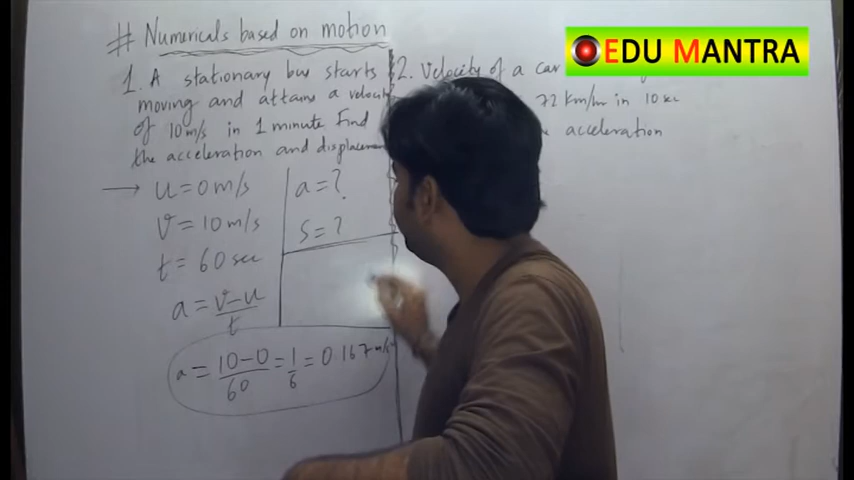 # Numericals based on motion
EDU MANTRA
1. A stationary bus starts
moving and attains a velocity
of 10 m/s in 1 minute Find
the acceleration and displacement
2. Velocity of a car
72 Km/hr in 10 sec
acceleration
→ u = 0 m/s
v = 10 m/s
t = 60 sec
a = ?
s = ?
a = v-u/t
a = 10-0/60 = 1/6 = 0.167 m/s²